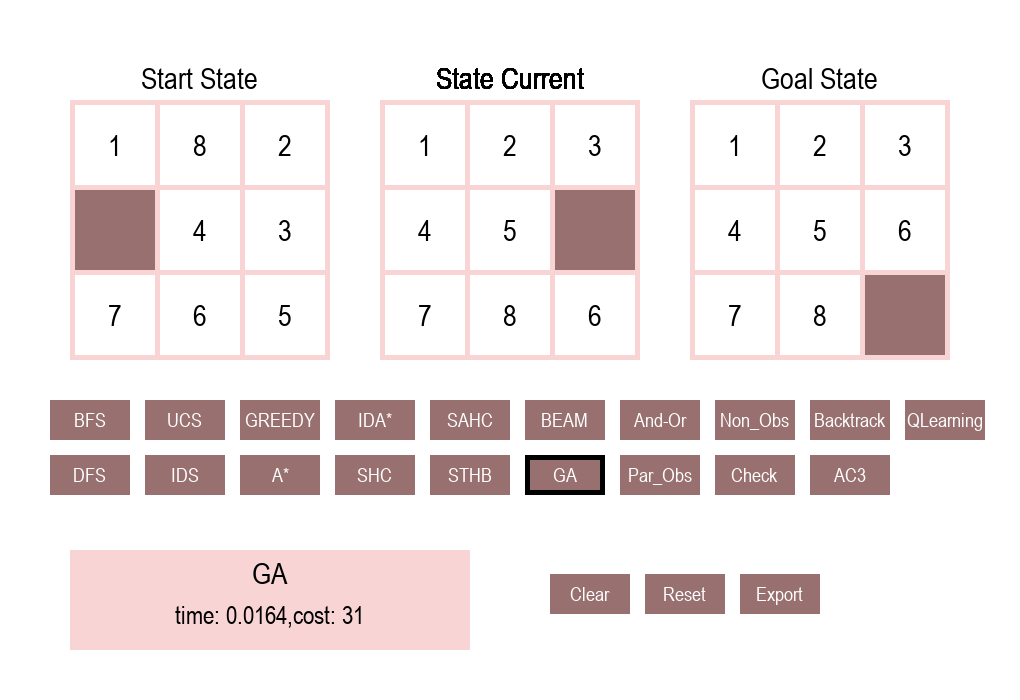 Start State State Current Goal State
1 8 2 1 2 3 1 2 3
4 3 4 5 4 5 6
7 6 5 7 8 6 7 8
BFS UCS GREEDY IDA* SAHC BEAM And-Or Non_Obs Backtrack QLearning
DFS IDS A* SHC STHB GA Par_Obs Check AC3
GA
time: 0.0164,cost: 31
Clear Reset Export